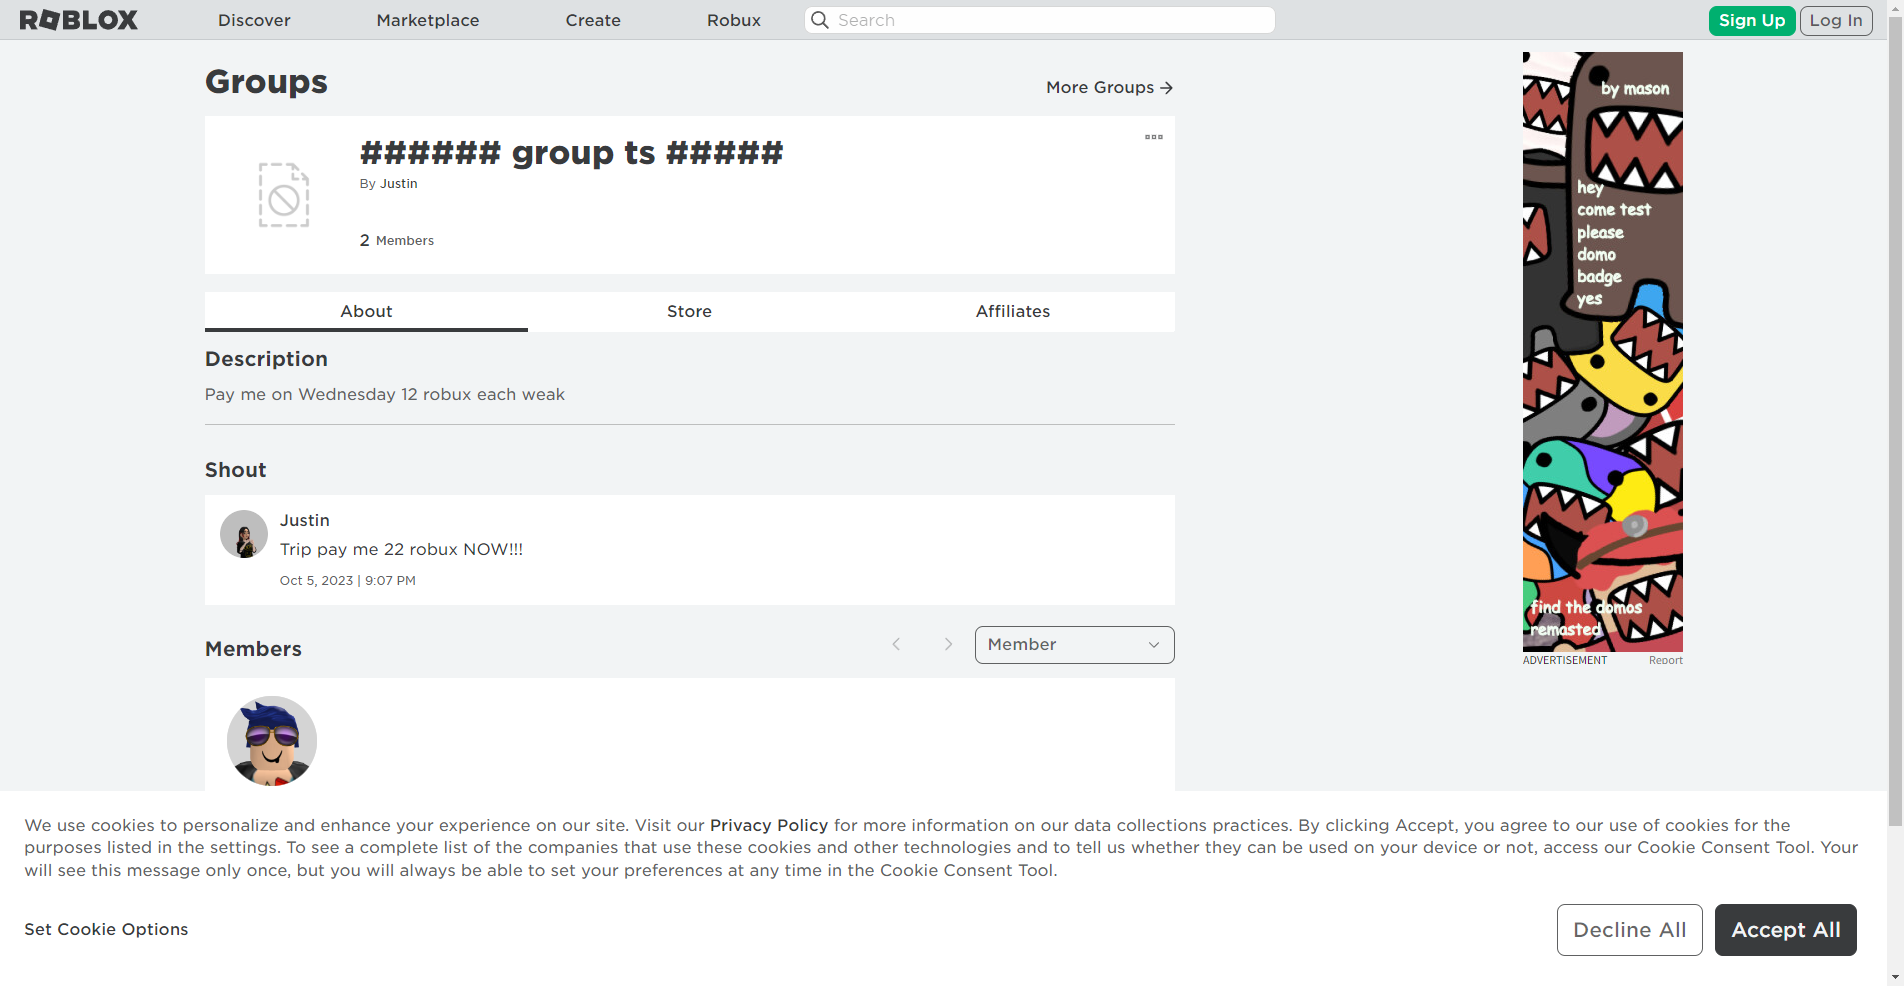 ROBLOX
Discover
Marketplace
Create
Robux
Search
Sign Up
Log In
Groups
More Groups
###### group ts #####
By Justin
2 Members
About
Store
Affiliates
Description
Pay me on Wednesday 12 robux each weak
Shout
Justin
Trip pay me 22 robux NOW!!!
Oct 5, 2023 | 9:07 PM
Members
Member
by mason
hey
come test
please
domo
badge
yes
find the domos
remasted
ADVERTISEMENT
Report
We use cookies to personalize and enhance your experience on our site. Visit our Privacy Policy for more information on our data collections practices. By clicking Accept, you agree to our use of cookies for the
purposes listed in the settings. To see a complete list of the companies that use these cookies and other technologies and to tell us whether they can be used on your device or not, access our Cookie Consent Tool. Your
will see this message only once, but you will always be able to set your preferences at any time in the Cookie Consent Tool.
Set Cookie Options
Decline All
Accept All